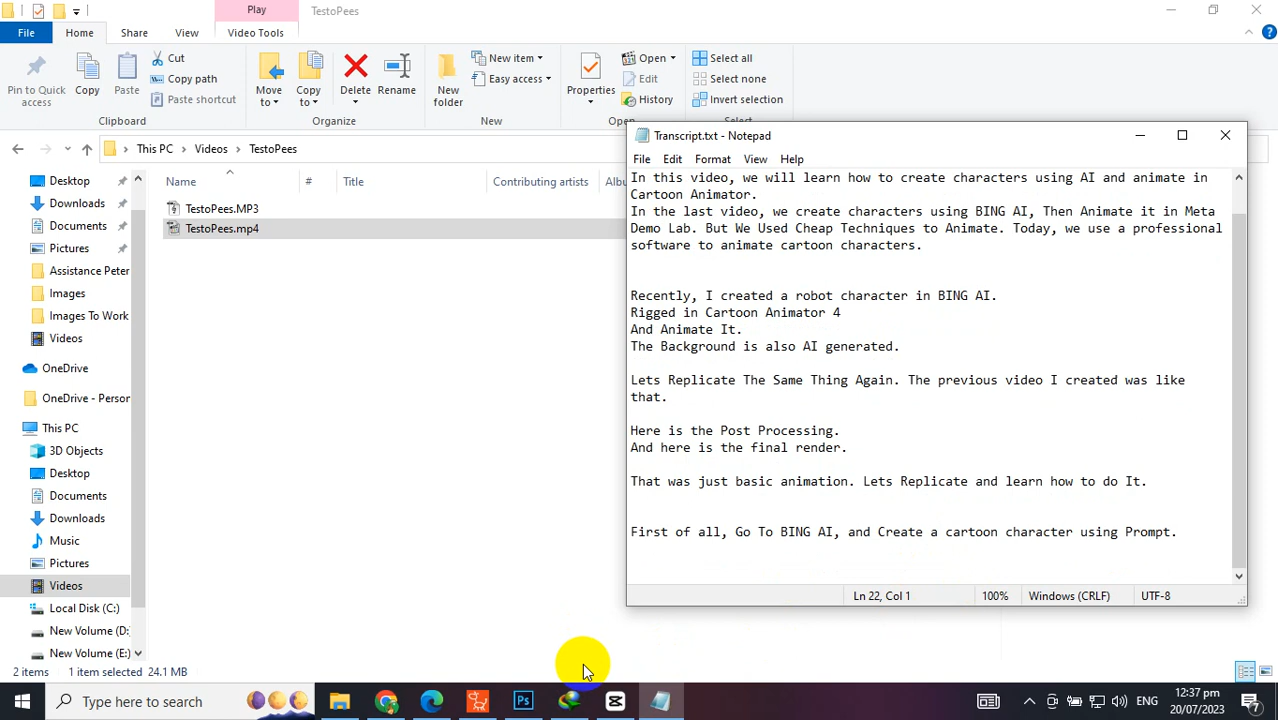 Play
TestoPees
File
Home
Share
View
Video Tools
Pin to Quick access
Copy
Paste
Cut
Copy path
Paste shortcut
Clipboard
Move to
Copy to
Delete
Rename
Organize
New folder
New item
Easy access
New
Properties
Open
Edit
History
Open
Select all
Select none
Invert selection
This PC
Videos
TestoPees
Name
#
Title
Contributing artists
TestoPees.MP3
TestoPees.mp4
Desktop
Downloads
Documents
Pictures
Assistance Peter
Images
Images To Work
Videos
OneDrive
OneDrive - Person
This PC
3D Objects
Desktop
Documents
Downloads
Music
Pictures
Videos
Local Disk (C:)
New Volume (D:
New Volume (E:)
2 items
1 item selected 24.1 MB
Transcript.txt - Notepad
File Edit Format View Help
In this video, we will learn how to create characters using AI and animate in
Cartoon Animator.
In the last video, we create characters using BING AI, Then Animate it in Meta
Demo Lab. But We Used Cheap Techniques to Animate. Today, we use a professional
software to animate cartoon characters.
Recently, I created a robot character in BING AI.
Rigged in Cartoon Animator 4
And Animate It.
The Background is also AI generated.
Lets Replicate The Same Thing Again. The previous video I created was like
that.
Here is the Post Processing.
And here is the final render.
That was just basic animation. Lets Replicate and learn how to do It.
First of all, Go To BING AI, and Create a cartoon character using Prompt.
Ln 22, Col 1
100%
Windows (CRLF)
UTF-8
Type here to search
Ps
ENG
12:37 pm
20/07/2023
7